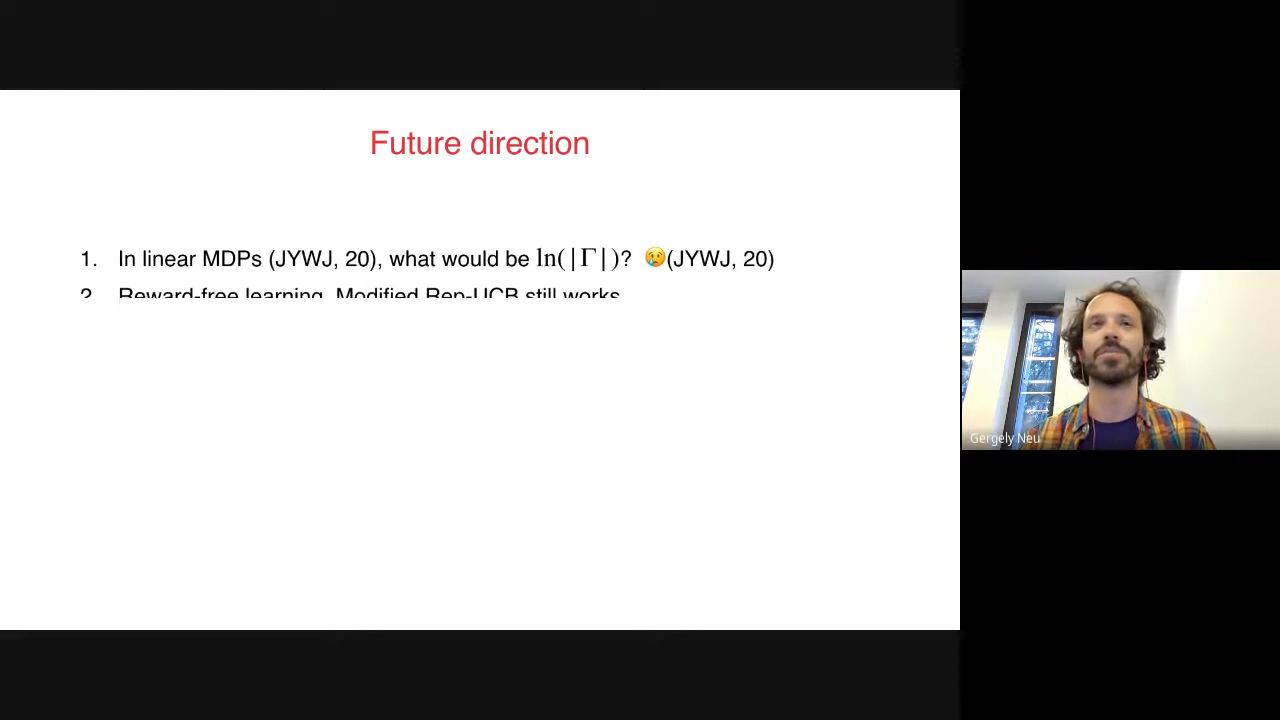 Future direction
1. In linear MDPs (JYWJ, 20), what would be ln(|Γ|)? 😢(JYWJ, 20)
2. Reward-free learning. Modified Rep-UCB still works
Gergely Neu